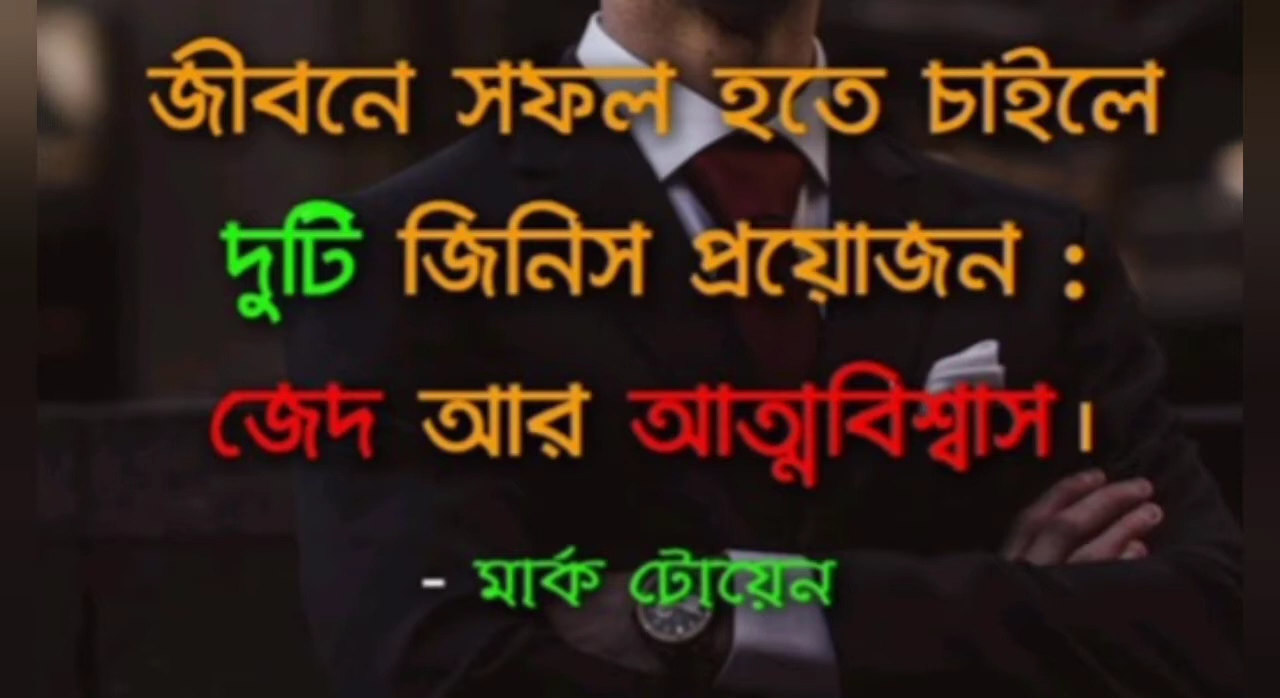 জীবনে সফল হতে চাইলে
দুটি জিনিস প্রয়োজন :
জেদ আর আত্মবিশ্বাস।
- মার্ক টোয়েন